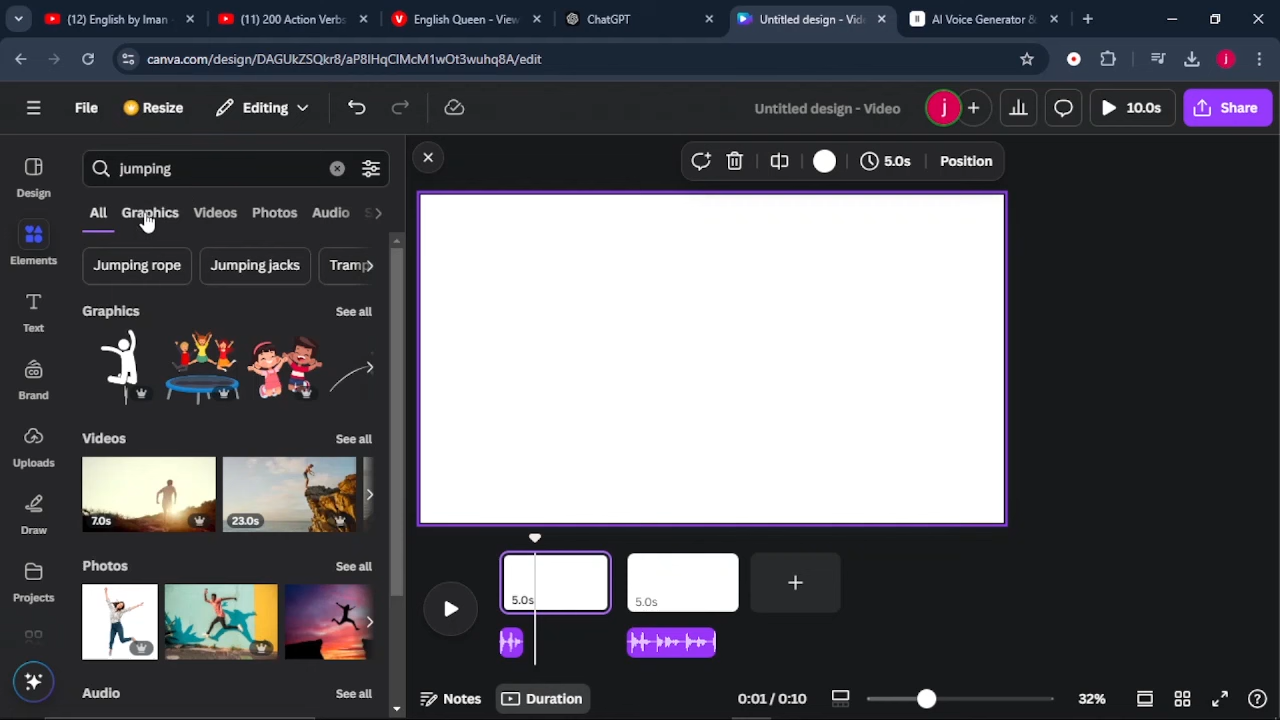 (12) English by Iman
(11) 200 Action Verbs
English Queen - View
ChatGPT
Untitled design - Vide
AI Voice Generator &
canva.com/design/DAGUkZSQkr8/aP8IHqClMcM1wOt3wuhq8A/edit
j
File
Resize
Editing
Untitled design - Video
j
10.0s
Share
Design
Elements
Text
Brand
Uploads
Draw
Projects
jumping
All
Graphics
Videos
Photos
Audio
Jumping rope
Jumping jacks
Tramp
Graphics
See all
Videos
See all
7.0s
23.0s
Photos
See all
Audio
See all
5.0s
Position
5.0s
5.0s
Notes
Duration
0:01 / 0:10
32%